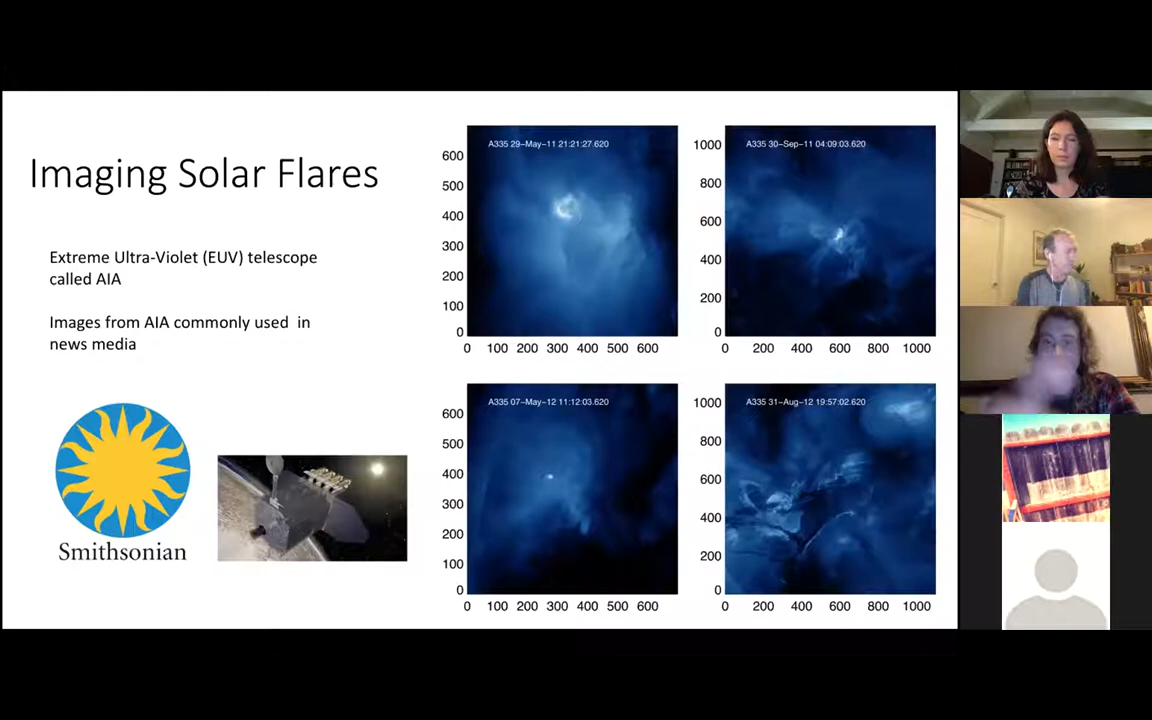 Imaging Solar Flares
Extreme Ultra-Violet (EUV) telescope
called AIA
Images from AIA commonly used  in
news media
Smithsonian
A335 29-May-11 21:21:27.620
600
500
400
300
200
100
0
0 100 200 300 400 500 600
A335 30-Sep-11 04:09:03.620
1000
800
600
400
200
0
0 200 400 600 800 1000
A335 07-May-12 11:12:03.620
600
500
400
300
200
100
0
0 100 200 300 400 500 600
A335 31-Aug-12 19:57:02.620
1000
800
600
400
200
0
0 200 400 600 800 1000